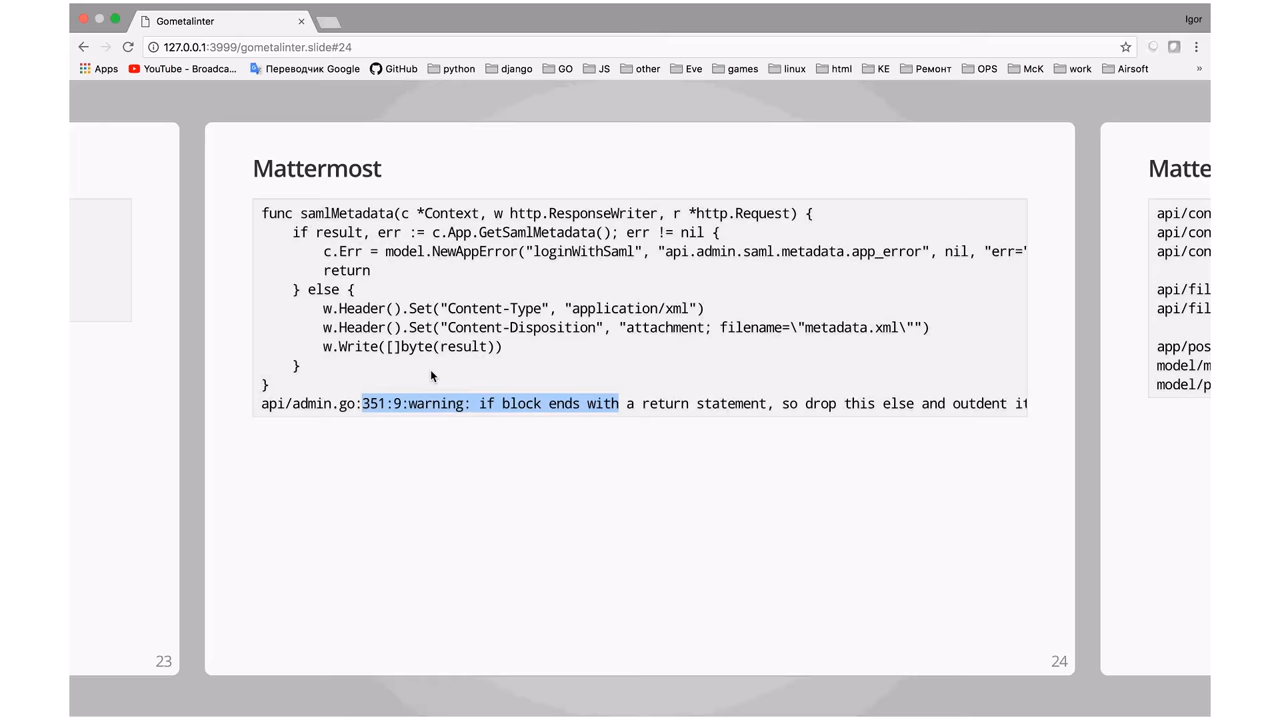 Gometalinter
Igor
127.0.0.1:3999/gometalinter.slide#24
Apps YouTube - Broadca... Переводчик Google GitHub python django GO JS other Eve games linux html KE Ремонт OPS McK work Airsoft »
Mattermost
func samlMetadata(c *Context, w http.ResponseWriter, r *http.Request) {
if result, err := c.App.GetSamlMetadata(); err != nil {
c.Err = model.NewAppError("loginWithSaml", "api.admin.saml.metadata.app_error", nil, "err="
return
} else {
w.Header().Set("Content-Type", "application/xml")
w.Header().Set("Content-Disposition", "attachment; filename=\"metadata.xml\"")
w.Write([]byte(result))
}
}
api/admin.go:351:9:warning: if block ends with a return statement, so drop this else and outdent it
23
24
Matte
api/con
api/con
api/con
api/fil
api/fil
app/pos
model/m
model/p